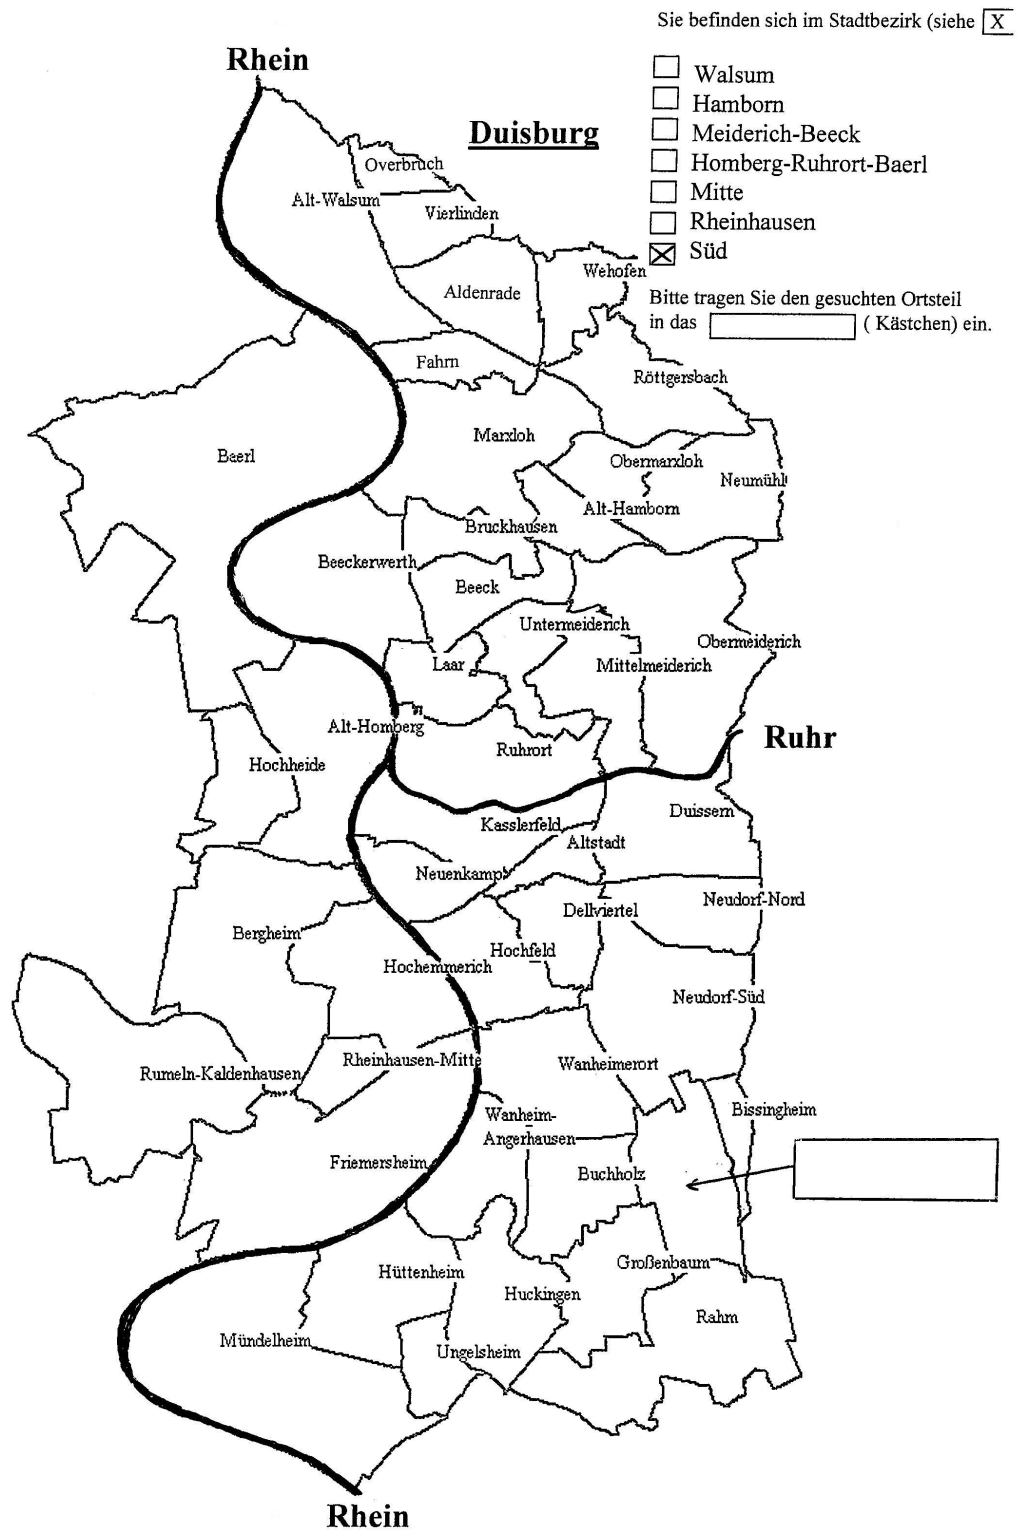 Sie befinden sich im Stadtbezirk (siehe X
Rhein
Duisburg
Walsum
Hamborn
Meiderich-Beeck
Homberg-Ruhrort-Baerl
Mitte
Rheinhausen
Süd
Bitte tragen Sie den gesuchten Ortsteil
in das ( Kästchen) ein.
Overbruch
Alt-Walsum
Vierlinden
Wehofen
Aldenrade
Fahrn
Röttgersbach
Marxloh
Baerl
Obermarxloh
Neumühl
Alt-Hamborn
Bruckhausen
Beeckerwerth
Beeck
Untermeiderich
Obermeiderich
Laar
Mittelmeiderich
Alt-Homberg
Ruhrort
Ruhr
Hochheide
Duissern
Kasslerfeld
Altstadt
Neuenkamp
Neudorf-Nord
Dellviertel
Bergheim
Hochfeld
Hochemmerich
Neudorf-Süd
Rheinhausen-Mitte
Wanheimerort
Rumeln-Kaldenhausen
Bissingheim
Wanheim-
Angerhausen
Friemersheim
Buchholz
Großenbaum
Hüttenheim
Huckingen
Rahm
Mündelheim
Ungelsheim
Rhein